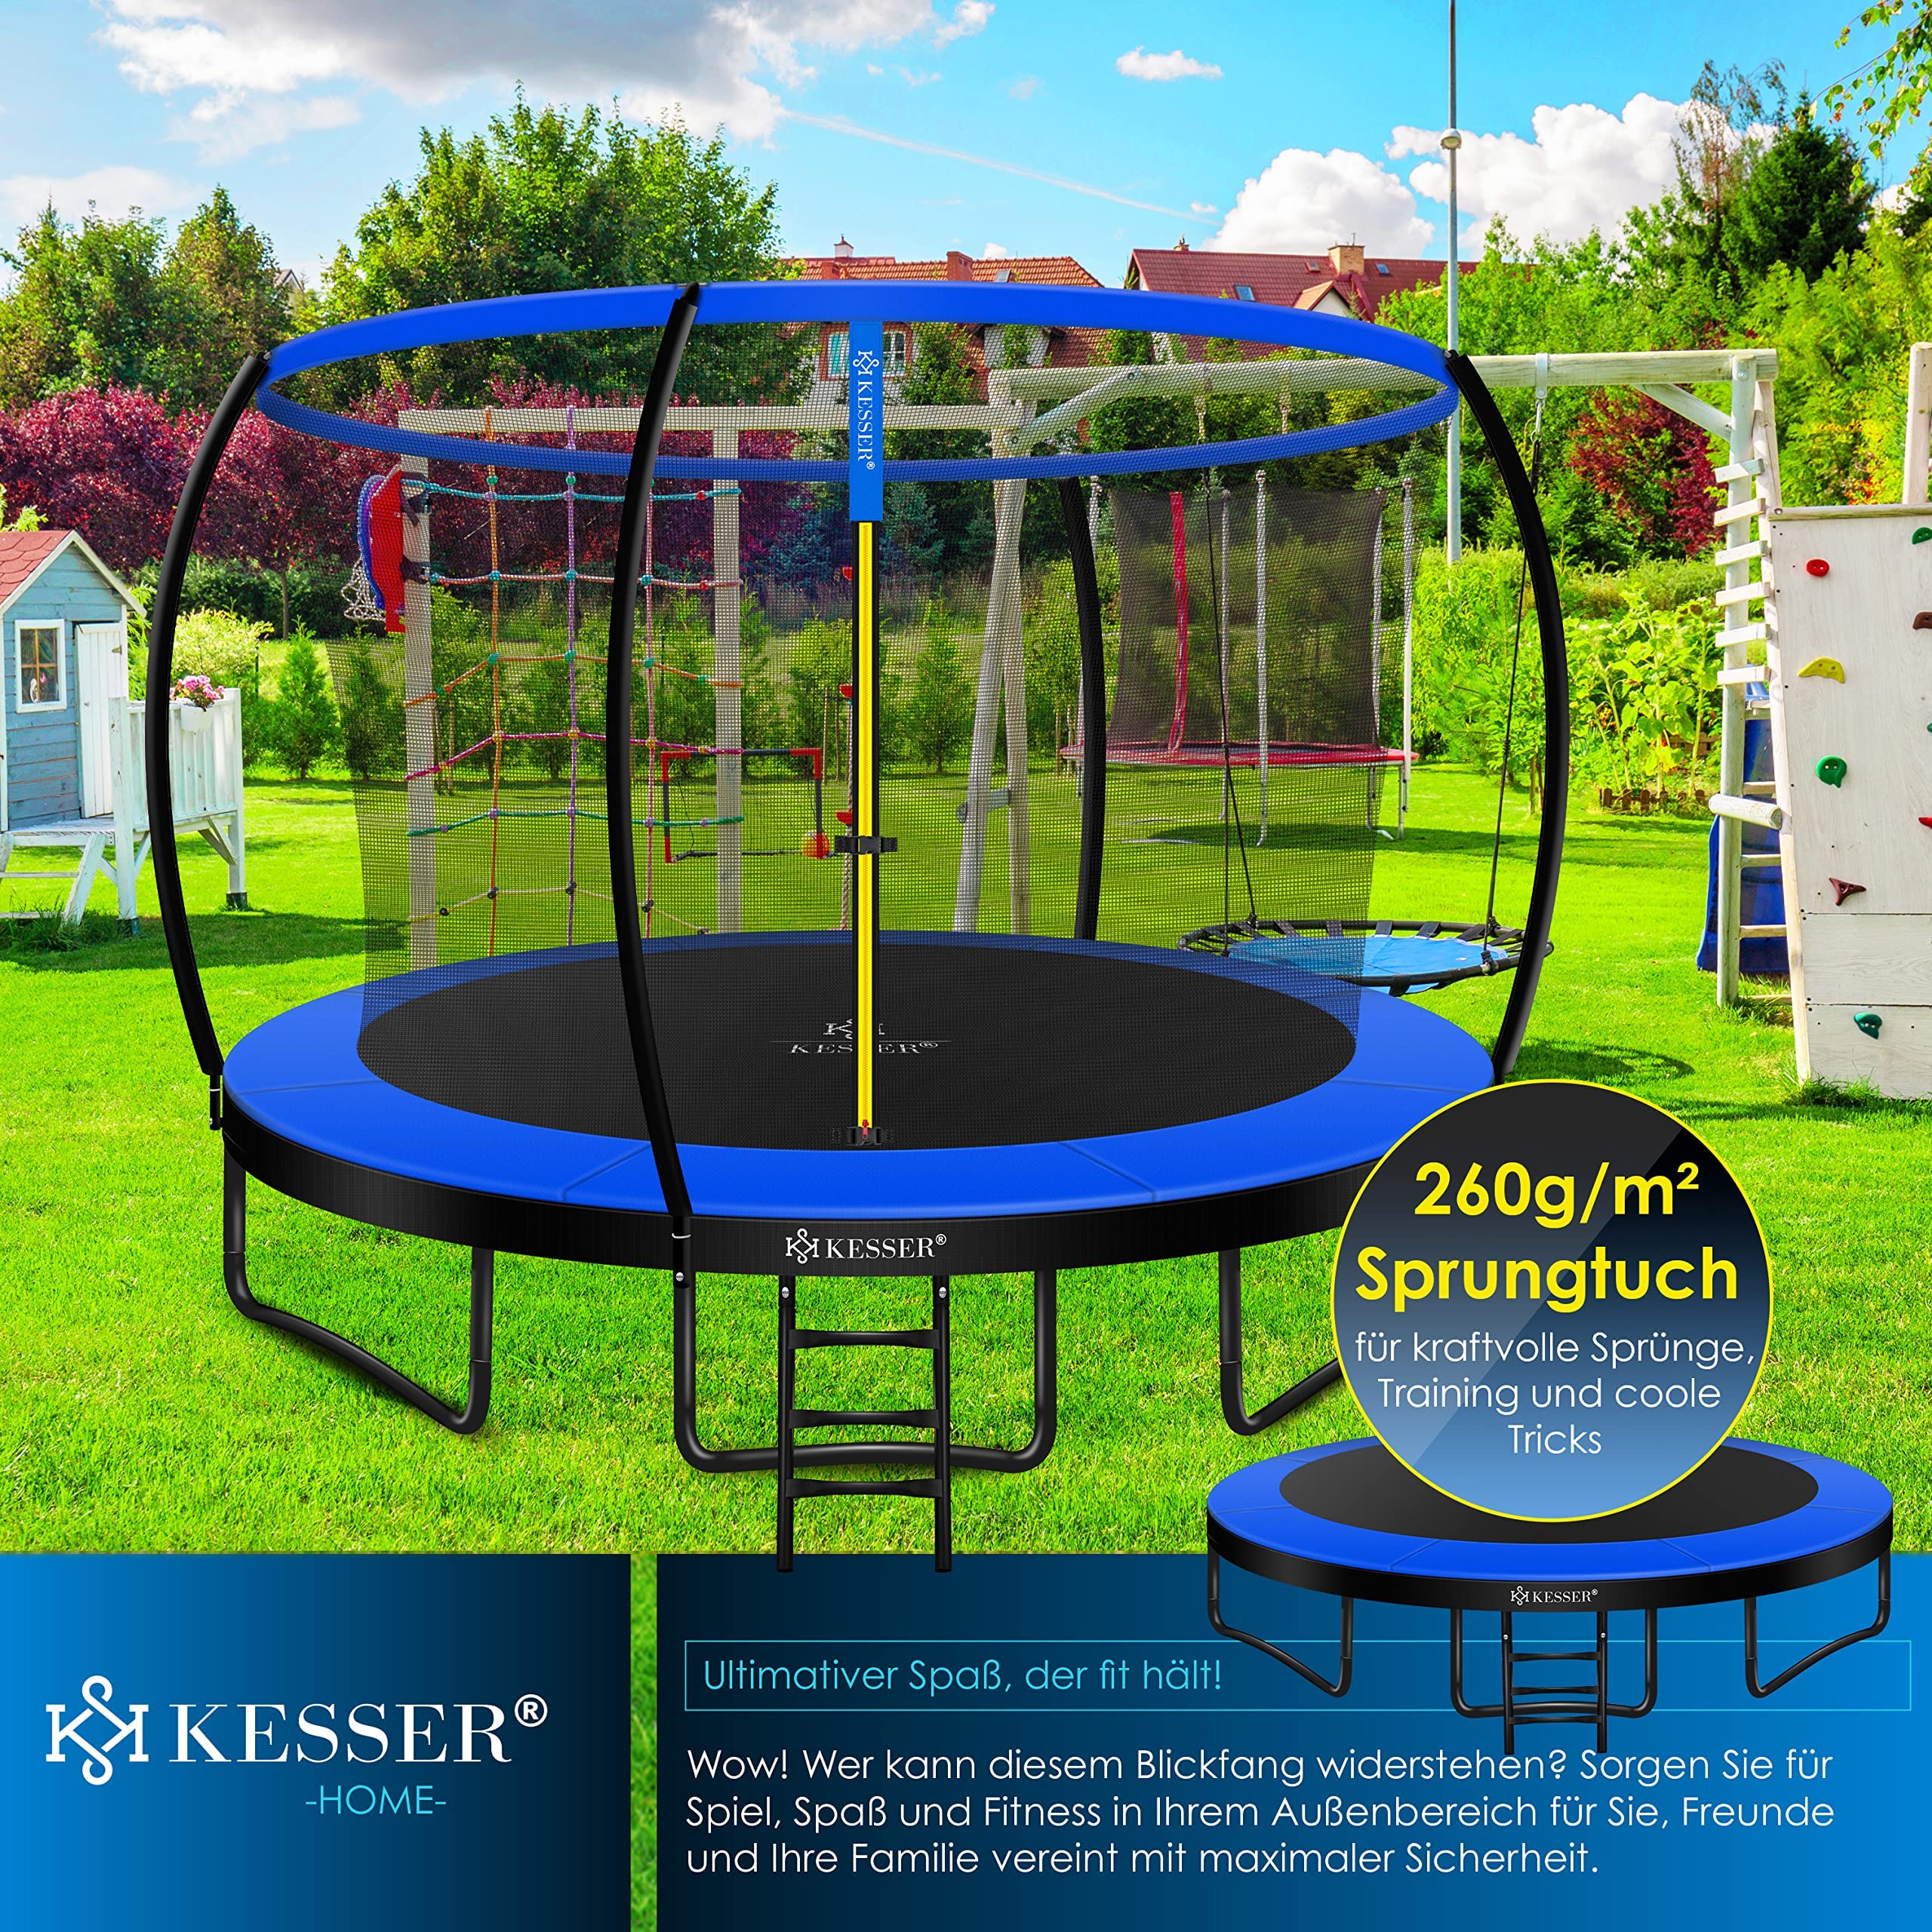 KESSER®
KESSER®
KESSER®
260g/m²
Sprungtuch
für kraftvolle Sprünge,
Training und coole
Tricks
KESSER®
KESSER®
-HOME-
Ultimativer Spaß, der fit hält!
Wow! Wer kann diesem Blickfang widerstehen? Sorgen Sie für
Spiel, Spaß und Fitness in Ihrem Außenbereich für Sie, Freunde
und Ihre Familie vereint mit maximaler Sicherheit.